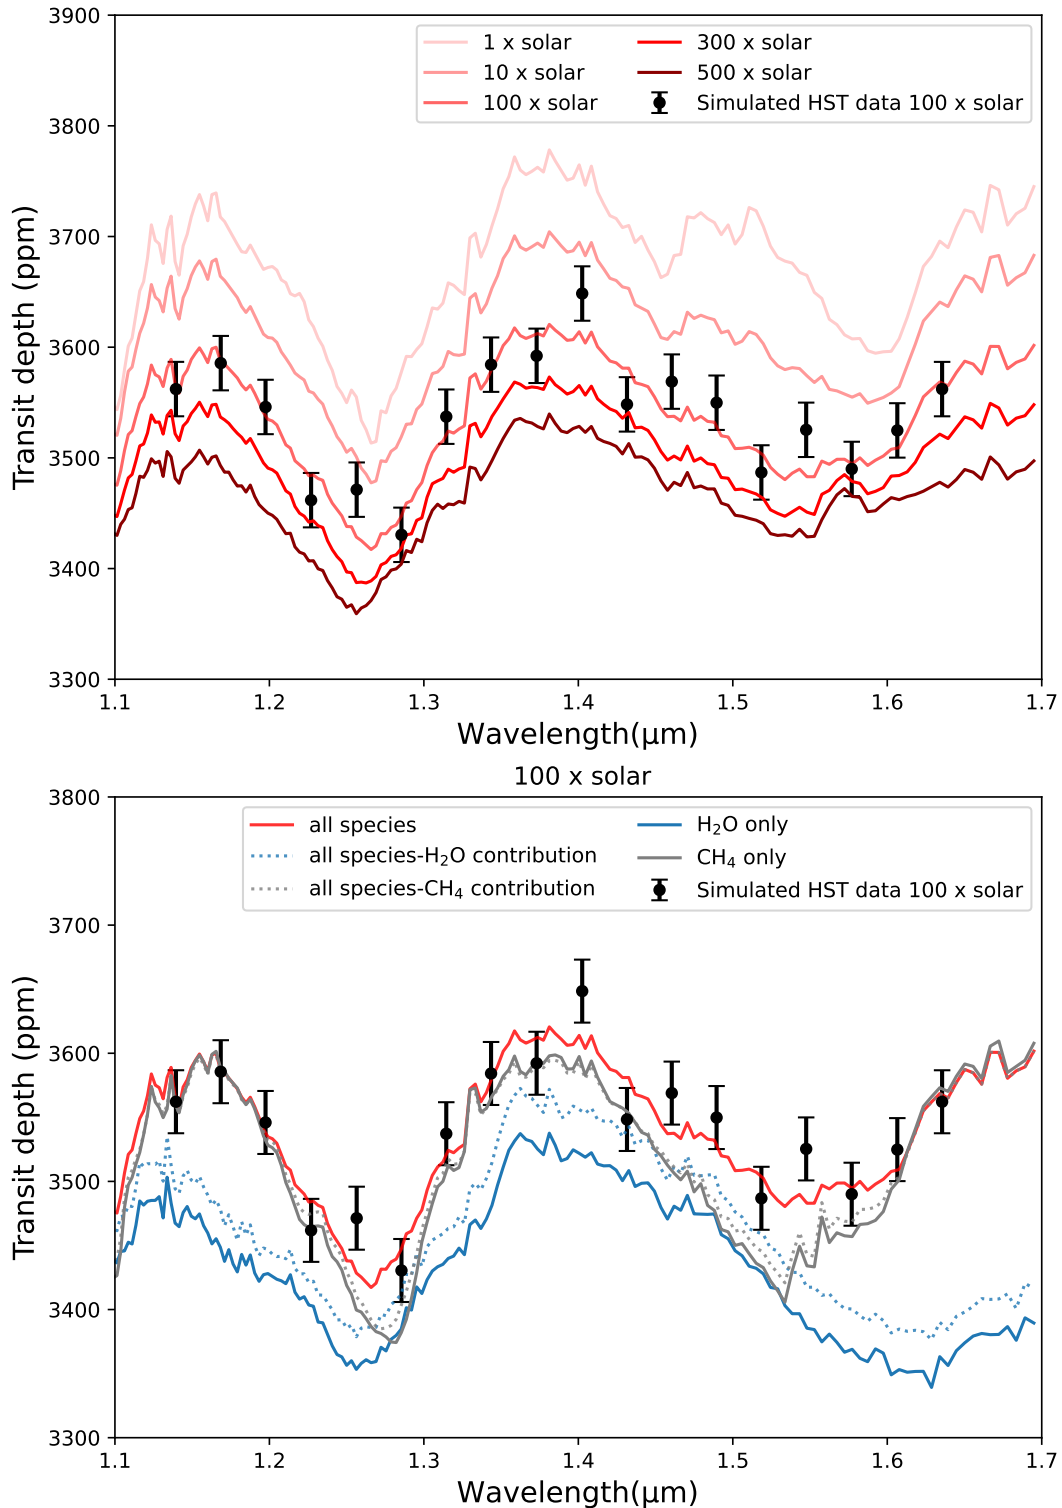 3900
3800
3700
3600
3500
3400
3300
Transit depth (ppm)
1 x solar
10 x solar
100 x solar
300 x solar
500 x solar
Simulated HST data 100 x solar
1.1 1.2 1.3 1.4 1.5 1.6 1.7
Wavelength(μm)
100 x solar
3800
3700
3600
3500
3400
3300
Transit depth (ppm)
all species
all species-H₂O contribution
all species-CH₄ contribution
H₂O only
CH₄ only
Simulated HST data 100 x solar
1.1 1.2 1.3 1.4 1.5 1.6 1.7
Wavelength(μm)